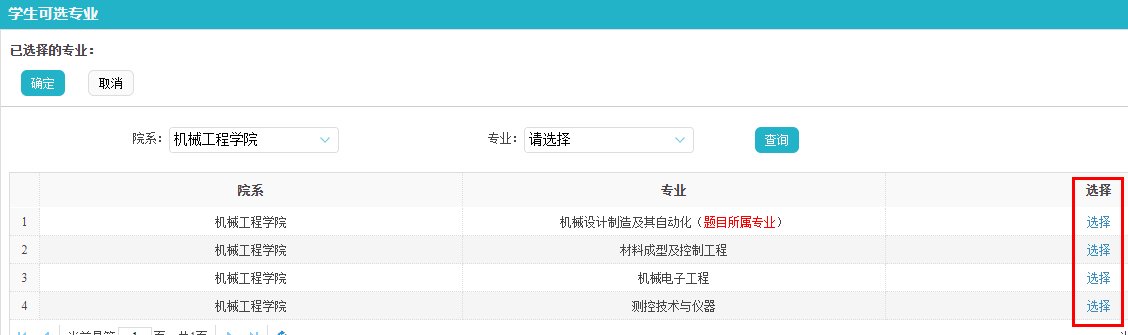 学生可选专业
已选择的专业：
确定 取消
院系： 机械工程学院 专业： 请选择 查询
院系 专业 选择
1 机械工程学院 机械设计制造及其自动化（题目所属专业） 选择
2 机械工程学院 材料成型及控制工程 选择
3 机械工程学院 机械电子工程 选择
4 机械工程学院 测控技术与仪器 选择